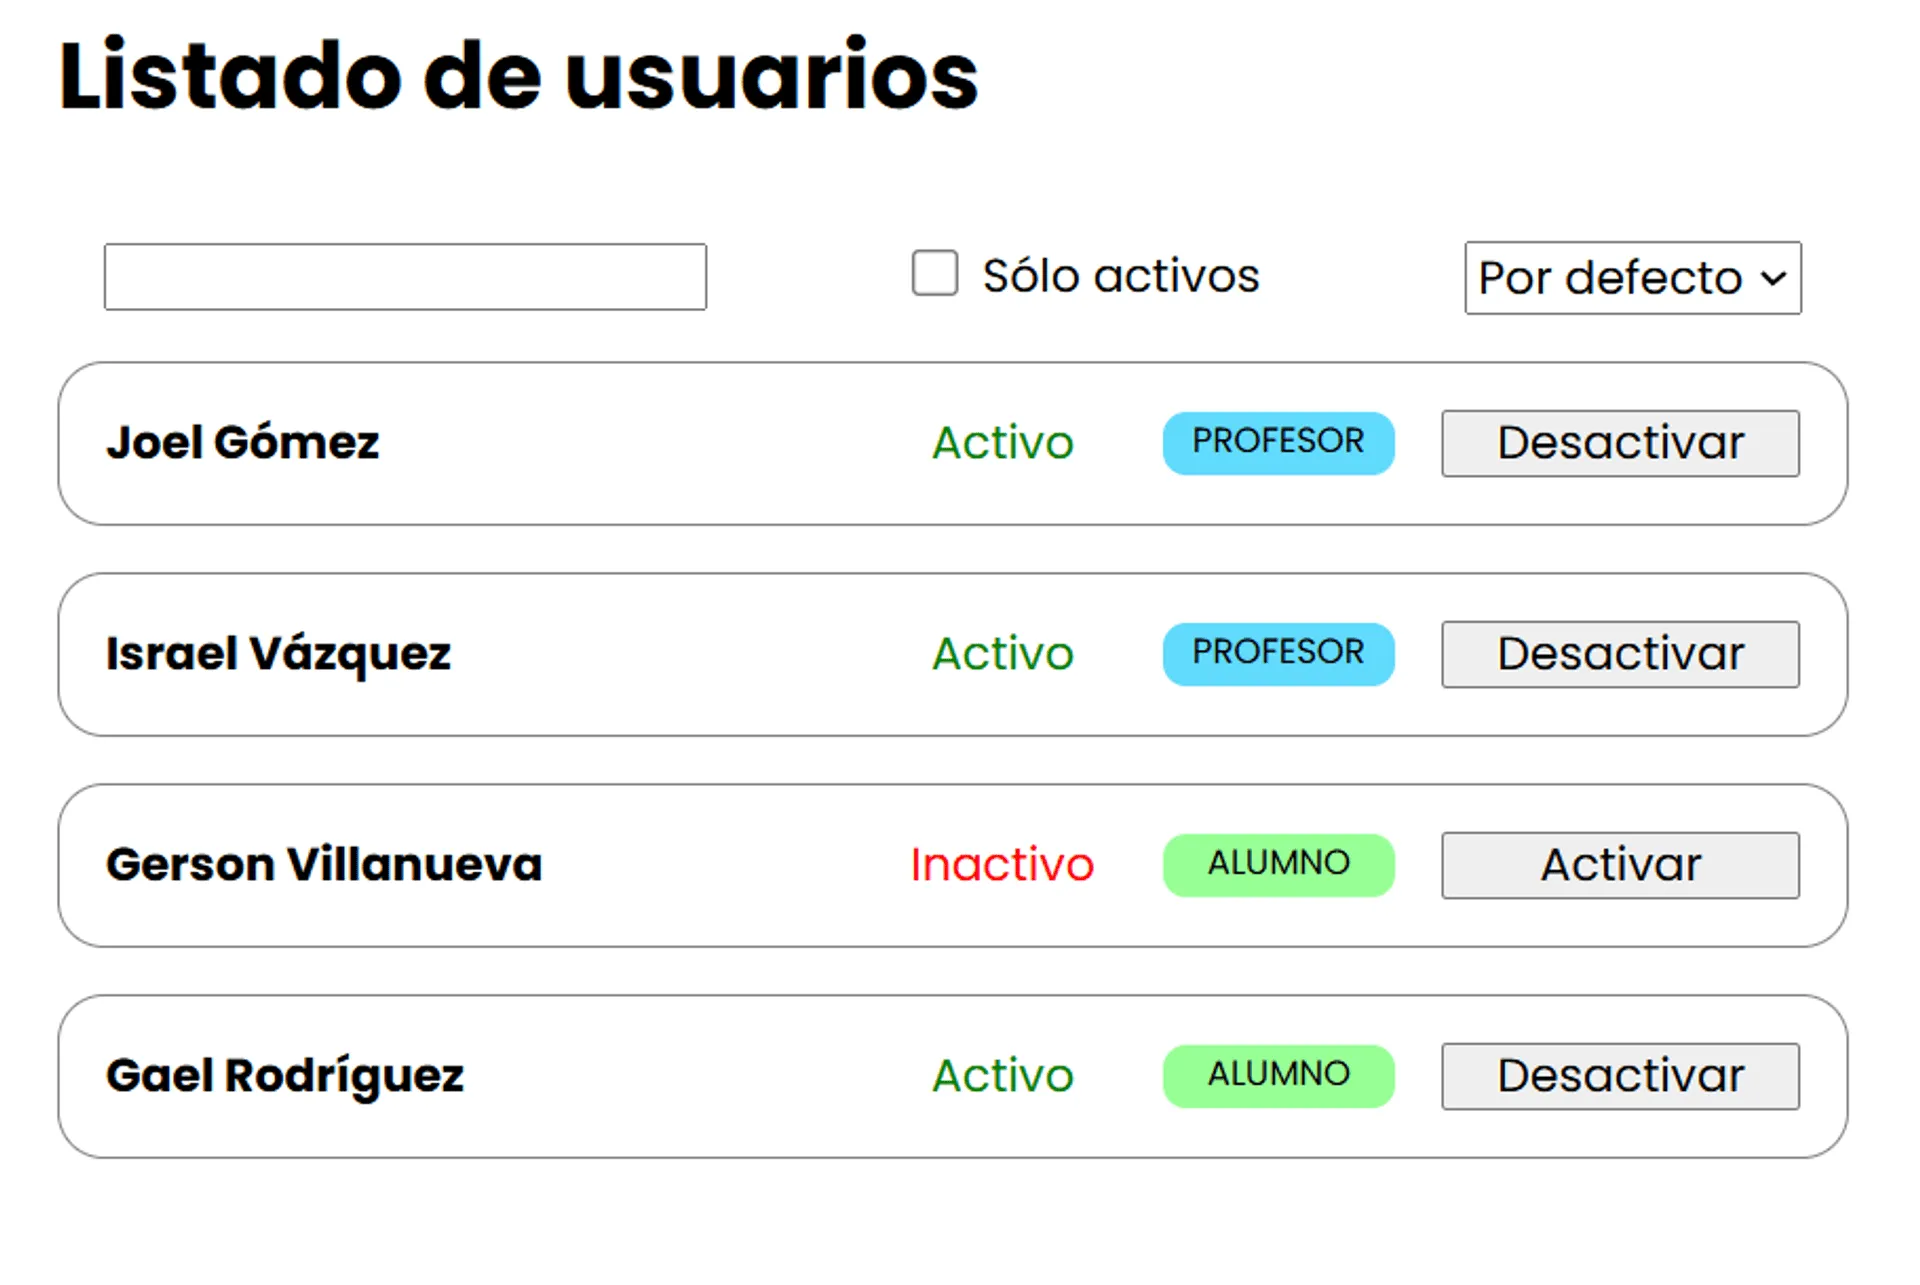 Listado de usuarios
Sólo activos Por defecto
Joel Gómez Activo PROFESOR Desactivar
Israel Vázquez Activo PROFESOR Desactivar
Gerson Villanueva Inactivo ALUMNO Activar
Gael Rodríguez Activo ALUMNO Desactivar